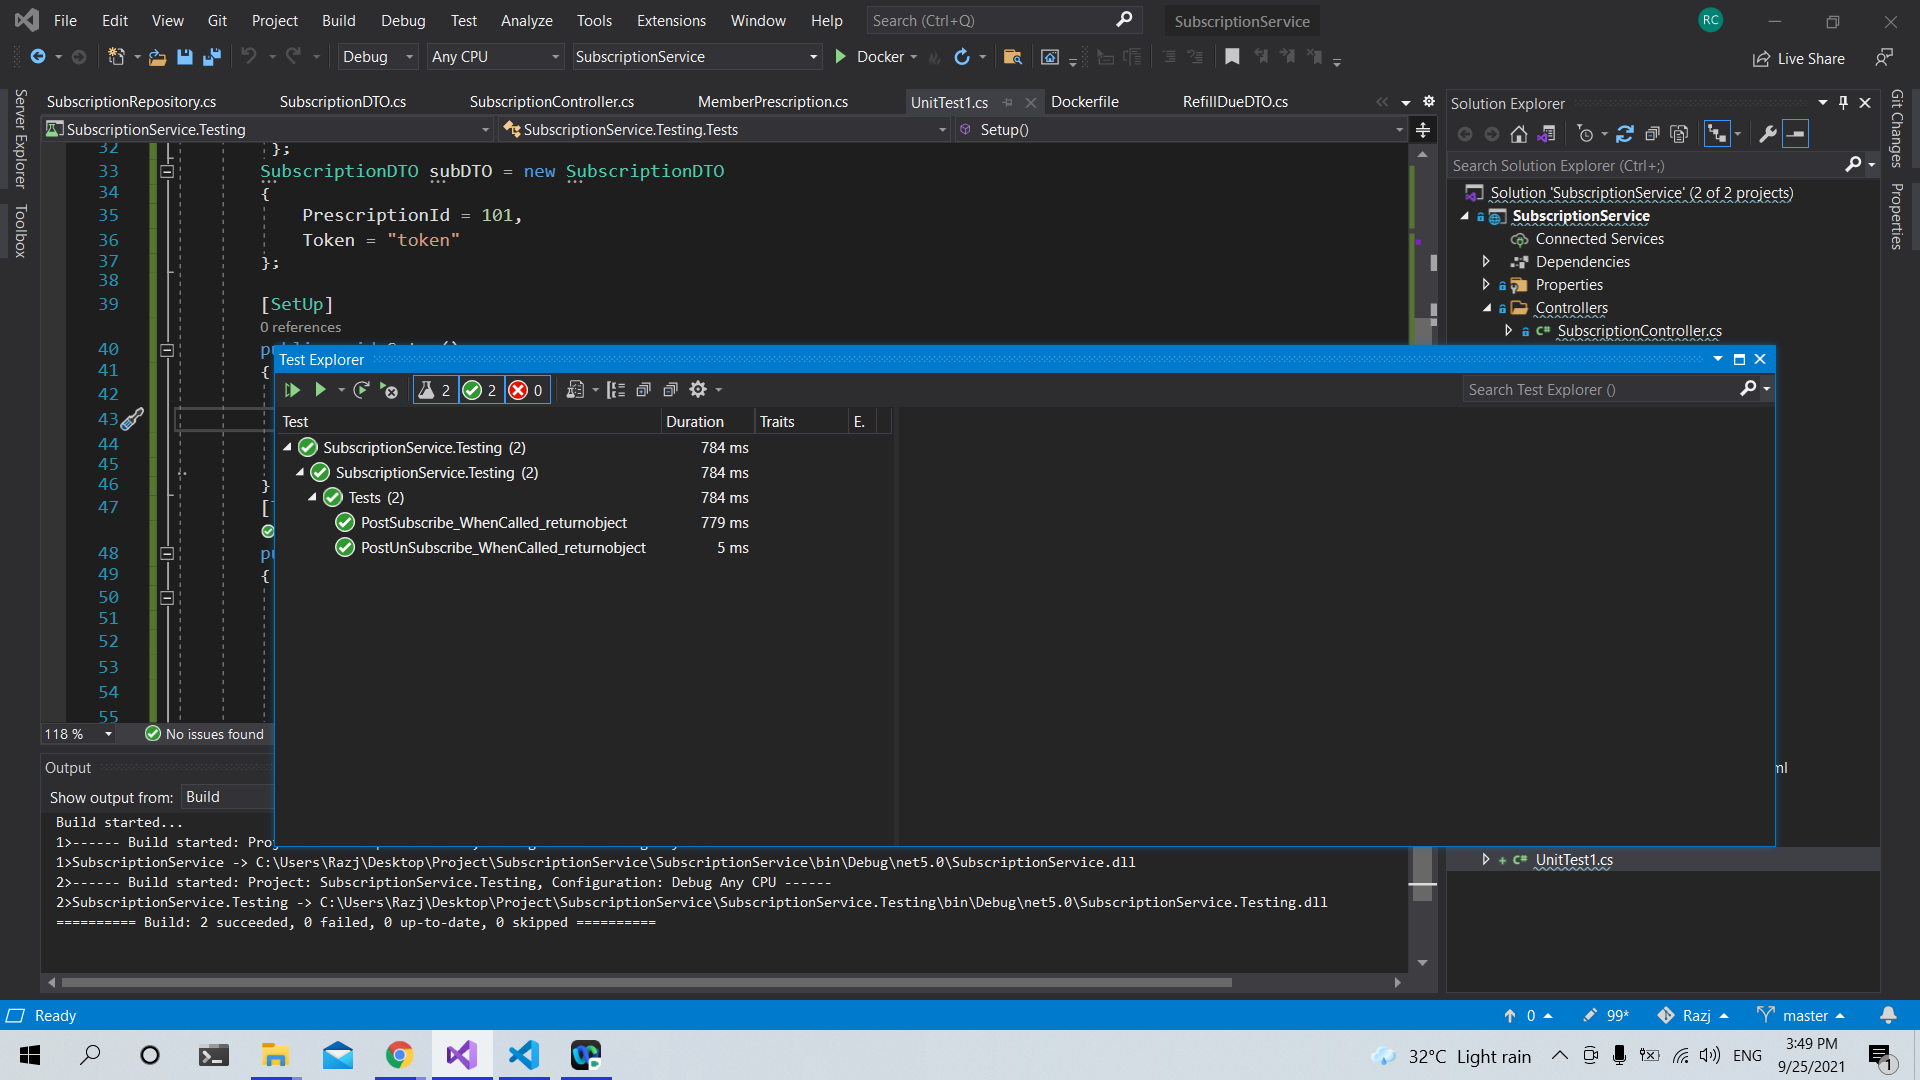 File Edit View Git Project Build Debug Test Analyze Tools Extensions Window Help Search (Ctrl+Q) SubscriptionService RC
Debug Any CPU SubscriptionService Docker Live Share
SubscriptionRepository.cs SubscriptionDTO.cs SubscriptionController.cs MemberPrescription.cs UnitTest1.cs Dockerfile RefillDueDTO.cs
SubscriptionService.Testing SubscriptionService.Testing.Tests Setup()
Server Explorer
Toolbox
32 };
33 SubscriptionDTO subDTO = new SubscriptionDTO
34 {
35 PrescriptionId = 101,
36 Token = "token"
37 };
38
39 [SetUp]
0 references
40
41 {
42
43
44
45
46 }
47 [
48
49 {
50
51
52
53
54
55
118 % No issues found
Test Explorer
2 2 0 Search Test Explorer ()
Test Duration Traits E.
SubscriptionService.Testing (2) 784 ms
SubscriptionService.Testing (2) 784 ms
Tests (2) 784 ms
PostSubscribe_WhenCalled_returnobject 779 ms
PostUnSubscribe_WhenCalled_returnobject 5 ms
Output
Show output from: Build
Build started...
1>------ Build started:
1>SubscriptionService -> C:\Users\Razj\Desktop\Project\SubscriptionService\SubscriptionService\bin\Debug\net5.0\SubscriptionService.dll
2>------ Build started: Project: SubscriptionService.Testing, Configuration: Debug Any CPU ------
2>SubscriptionService.Testing -> C:\Users\Razj\Desktop\Project\SubscriptionService\SubscriptionService.Testing\bin\Debug\net5.0\SubscriptionService.Testing.dll
========== Build: 2 succeeded, 0 failed, 0 up-to-date, 0 skipped ==========
Solution Explorer
Search Solution Explorer (Ctrl+;)
Solution 'SubscriptionService' (2 of 2 projects)
SubscriptionService
Connected Services
Dependencies
Properties
Controllers
C# SubscriptionController.cs
ml
C# UnitTest1.cs
Git Changes
Properties
Ready 0 99* Razj master
32°C Light rain ENG 3:49 PM
9/25/2021 1